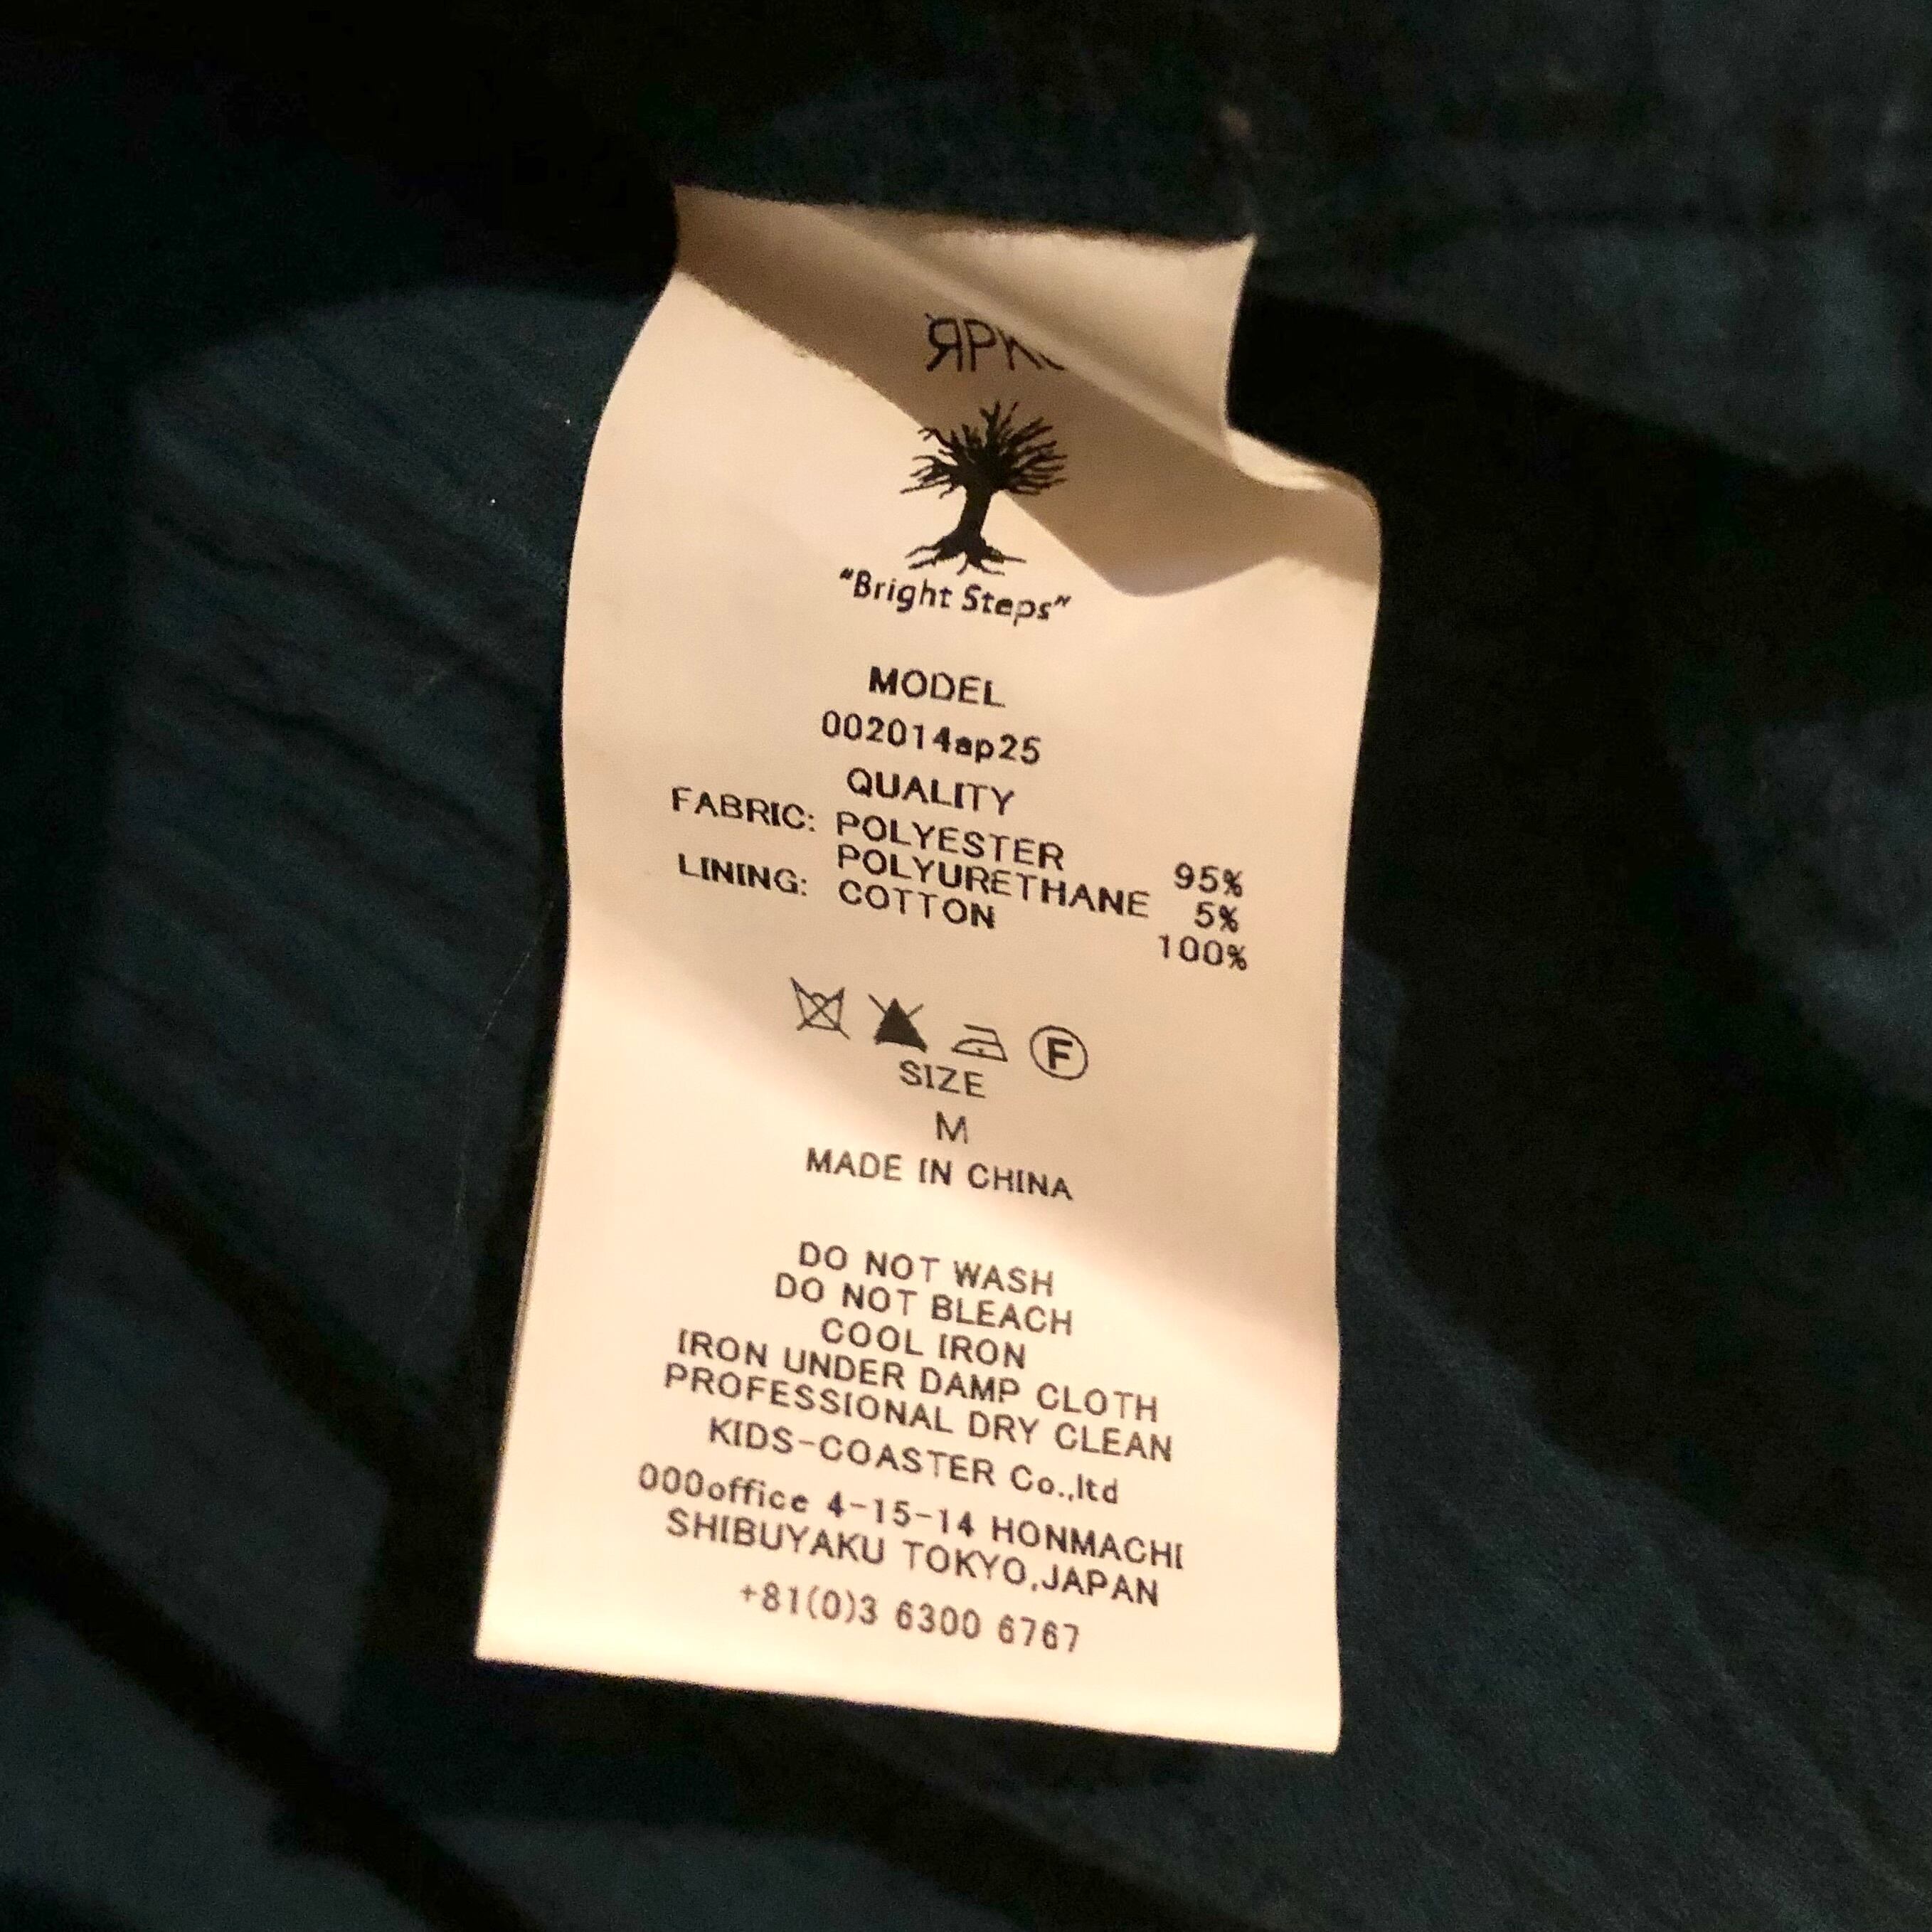 "Bright Steps"
MODEL
002014ap25
QUALITY
FABRIC: POLYESTER 95%
POLYURETHANE 5%
LINING: COTTON 100%
F
SIZE
M
MADE IN CHINA
DO NOT WASH
DO NOT BLEACH
COOL IRON
IRON UNDER DAMP CLOTH
PROFESSIONAL DRY CLEAN
KIDS-COASTER Co.,ltd
000office 4-15-14 HONMACHI
SHIBUYAKU TOKYO,JAPAN
+81(0)3 6300 6767